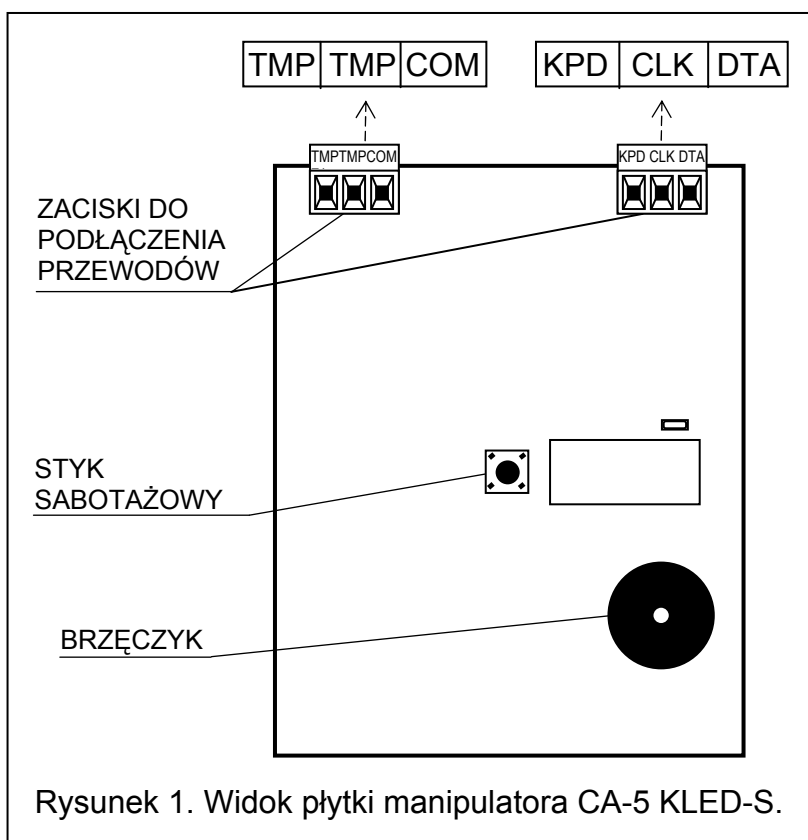 TMP TMP COM KPD CLK DTA
TMPTMPCOM KPD CLK DTA
ZACISKI DO
PODŁĄCZENIA
PRZEWODÓW
STYK
SABOTAŻOWY
BRZĘCZYK
Rysunek 1. Widok płytki manipulatora CA-5 KLED-S.